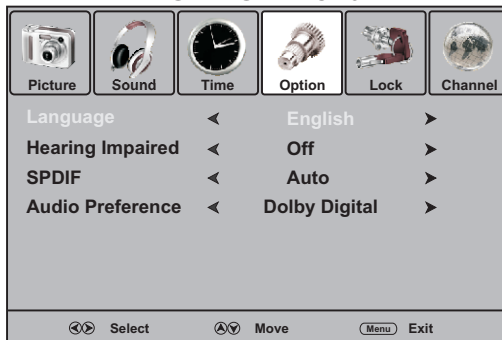 Picture Sound Time Option Lock Channel
Language English
Hearing Impaired Off
SPDIF Auto
Audio Preference Dolby Digital
Select Move Menu Exit